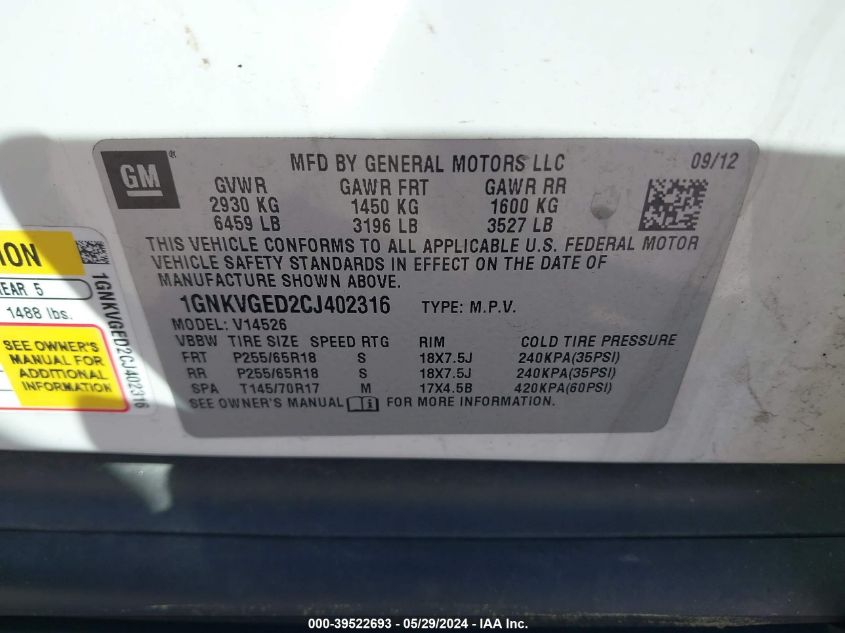 GM
MFD BY GENERAL MOTORS LLC
09/12
GVWR GAWR FRT GAWR RR
2930 KG 1450 KG 1600 KG
6459 LB 3196 LB 3527 LB
THIS VEHICLE CONFORMS TO ALL APPLICABLE U.S. FEDERAL MOTOR
VEHICLE SAFETY STANDARDS IN EFFECT ON THE DATE OF
MANUFACTURE SHOWN ABOVE.
1GNKVGED2CJ402316 TYPE: M.P.V.
MODEL: V14526
VBBW TIRE SIZE SPEED RTG RIM COLD TIRE PRESSURE
FRT P255/65R18 S 18X7.5J 240KPA(35PSI)
RR P255/65R18 S 18X7.5J 240KPA(35PSI)
SPA T145/70R17 M 17X4.5B 420KPA(60PSI)
SEE OWNER'S MANUAL FOR MORE INFORMATION.
REAR 5
1488 lbs.
SEE OWNER'S
MANUAL FOR
ADDITIONAL
INFORMATION
1GNKVGED2CJ402316
000-39522693 - 05/29/2024 - IAA Inc.